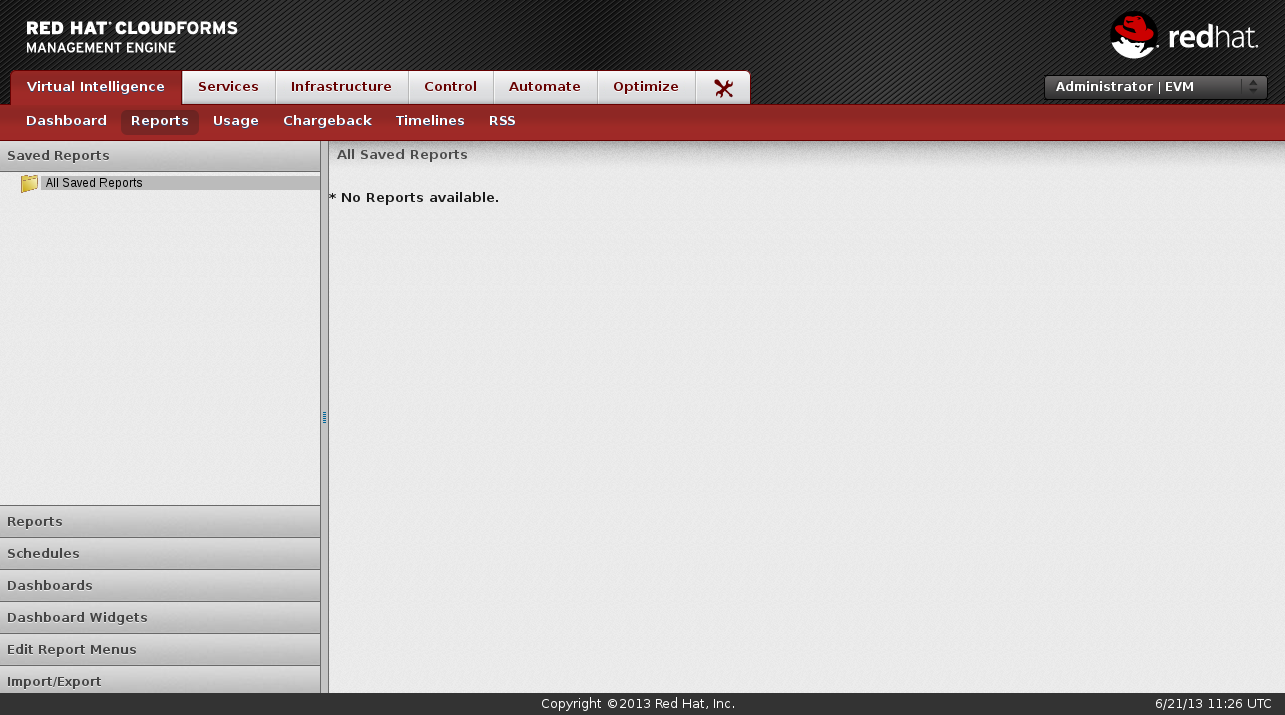 RED HAT CLOUDFORMS
MANAGEMENT ENGINE
redhat.
Virtual Intelligence Services Infrastructure Control Automate Optimize
Administrator | EVM
Dashboard Reports Usage Chargeback Timelines RSS
Saved Reports
All Saved Reports
All Saved Reports
* No Reports available.
Reports
Schedules
Dashboards
Dashboard Widgets
Edit Report Menus
Import/Export
Copyright ©2013 Red Hat, Inc.
6/21/13 11:26 UTC